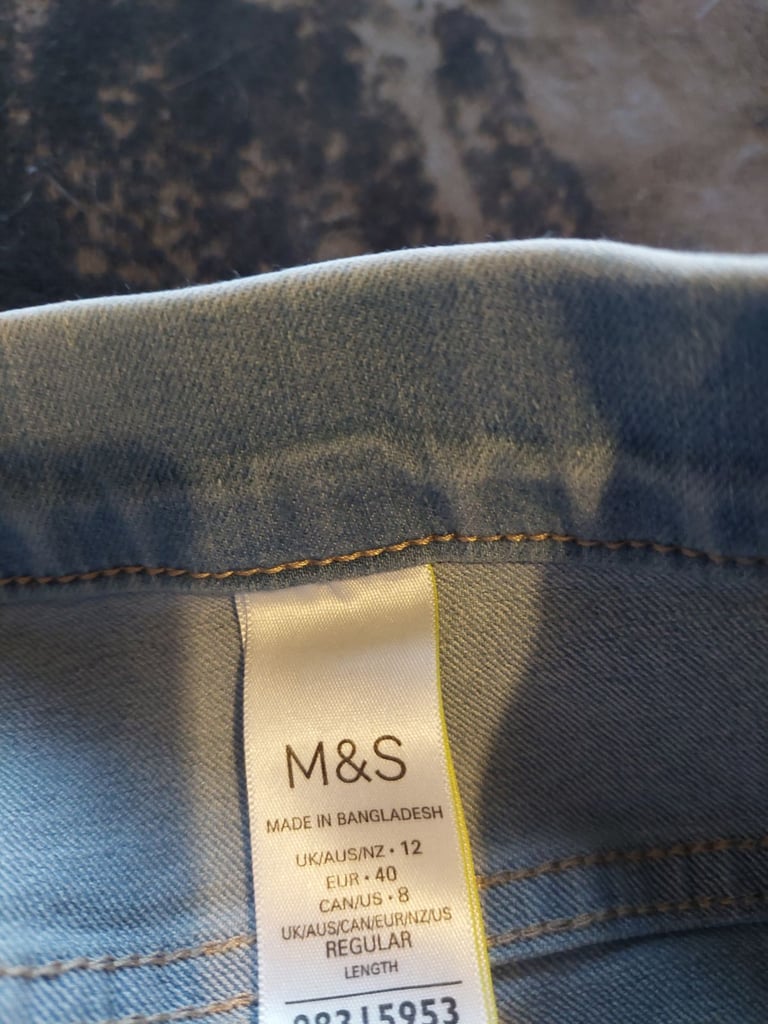 M&S
MADE IN BANGLADESH
UK/AUS/NZ • 12
EUR • 40
CAN/US • 8
UK/AUS/CAN/EUR/NZ/US
REGULAR
LENGTH
08315953